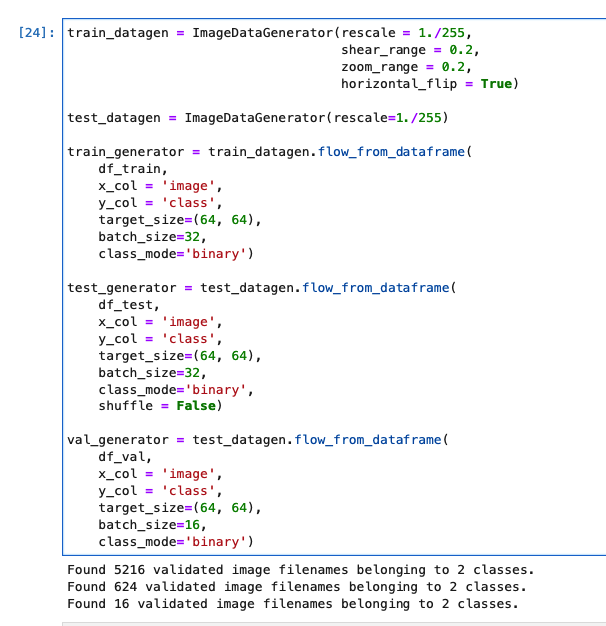 [24]: train_datagen = ImageDataGenerator(rescale = 1./255,
shear_range = 0.2,
zoom_range = 0.2,
horizontal_flip = True)
test_datagen = ImageDataGenerator(rescale=1./255)
train_generator = train_datagen.flow_from_dataframe(
df_train,
x_col = 'image',
y_col = 'class',
target_size=(64, 64),
batch_size=32,
class_mode='binary')
test_generator = test_datagen.flow_from_dataframe(
df_test,
x_col = 'image',
y_col = 'class',
target_size=(64, 64),
batch_size=32,
class_mode='binary',
shuffle = False)
val_generator = test_datagen.flow_from_dataframe(
df_val,
x_col = 'image',
y_col = 'class',
target_size=(64, 64),
batch_size=16,
class_mode='binary')
Found 5216 validated image filenames belonging to 2 classes.
Found 624 validated image filenames belonging to 2 classes.
Found 16 validated image filenames belonging to 2 classes.